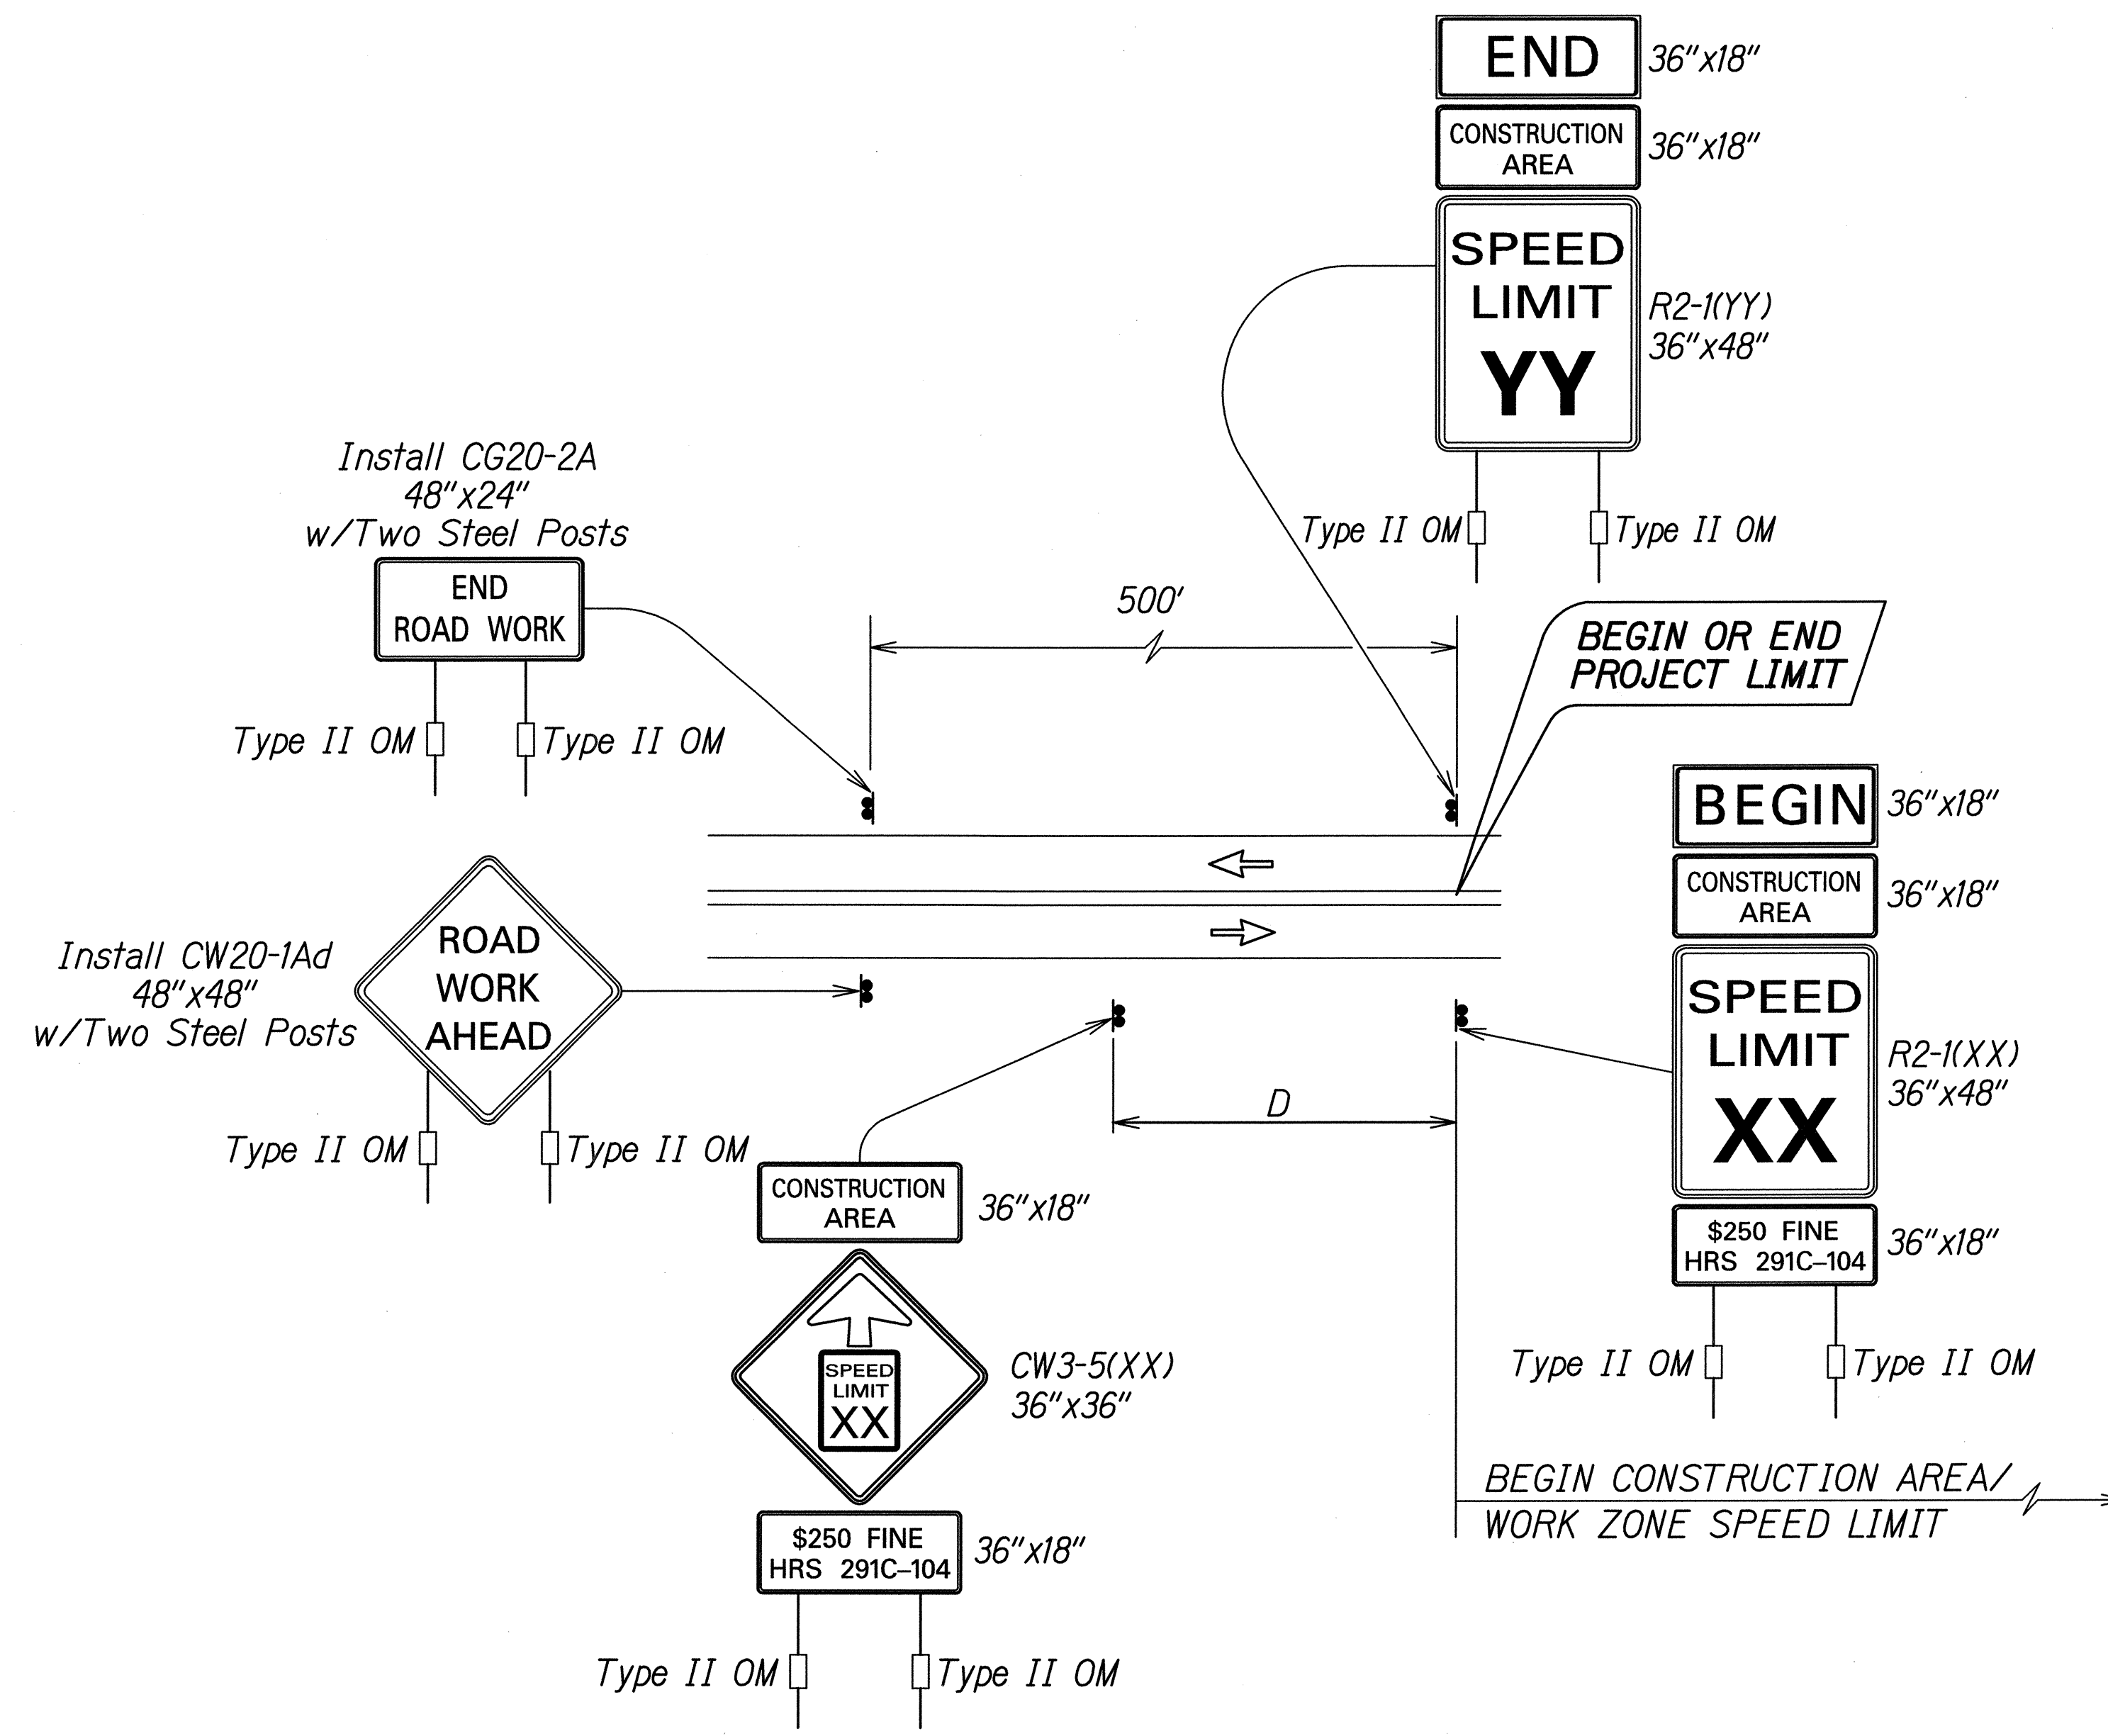 END
36"x18"
CONSTRUCTION
AREA
36"x18"
SPEED
LIMIT
YY
R2-1(YY)
36"x48"
Type II OM
Type II OM
Install CG20-2A
48"x24"
w/Two Steel Posts
END
ROAD WORK
Type II OM
Type II OM
500'
BEGIN OR END
PROJECT LIMIT
BEGIN
36"x18"
CONSTRUCTION
AREA
36"x18"
SPEED
LIMIT
XX
R2-1(XX)
36"x48"
$250 FINE
HRS 291C–104
36"x18"
Type II OM
Type II OM
Install CW20-1Ad
48"x48"
w/Two Steel Posts
ROAD
WORK
AHEAD
Type II OM
Type II OM
D
CONSTRUCTION
AREA
36"x18"
SPEED
LIMIT
XX
CW3-5(XX)
36"x36"
$250 FINE
HRS 291C–104
36"x18"
Type II OM
Type II OM
BEGIN CONSTRUCTION AREA/
WORK ZONE SPEED LIMIT